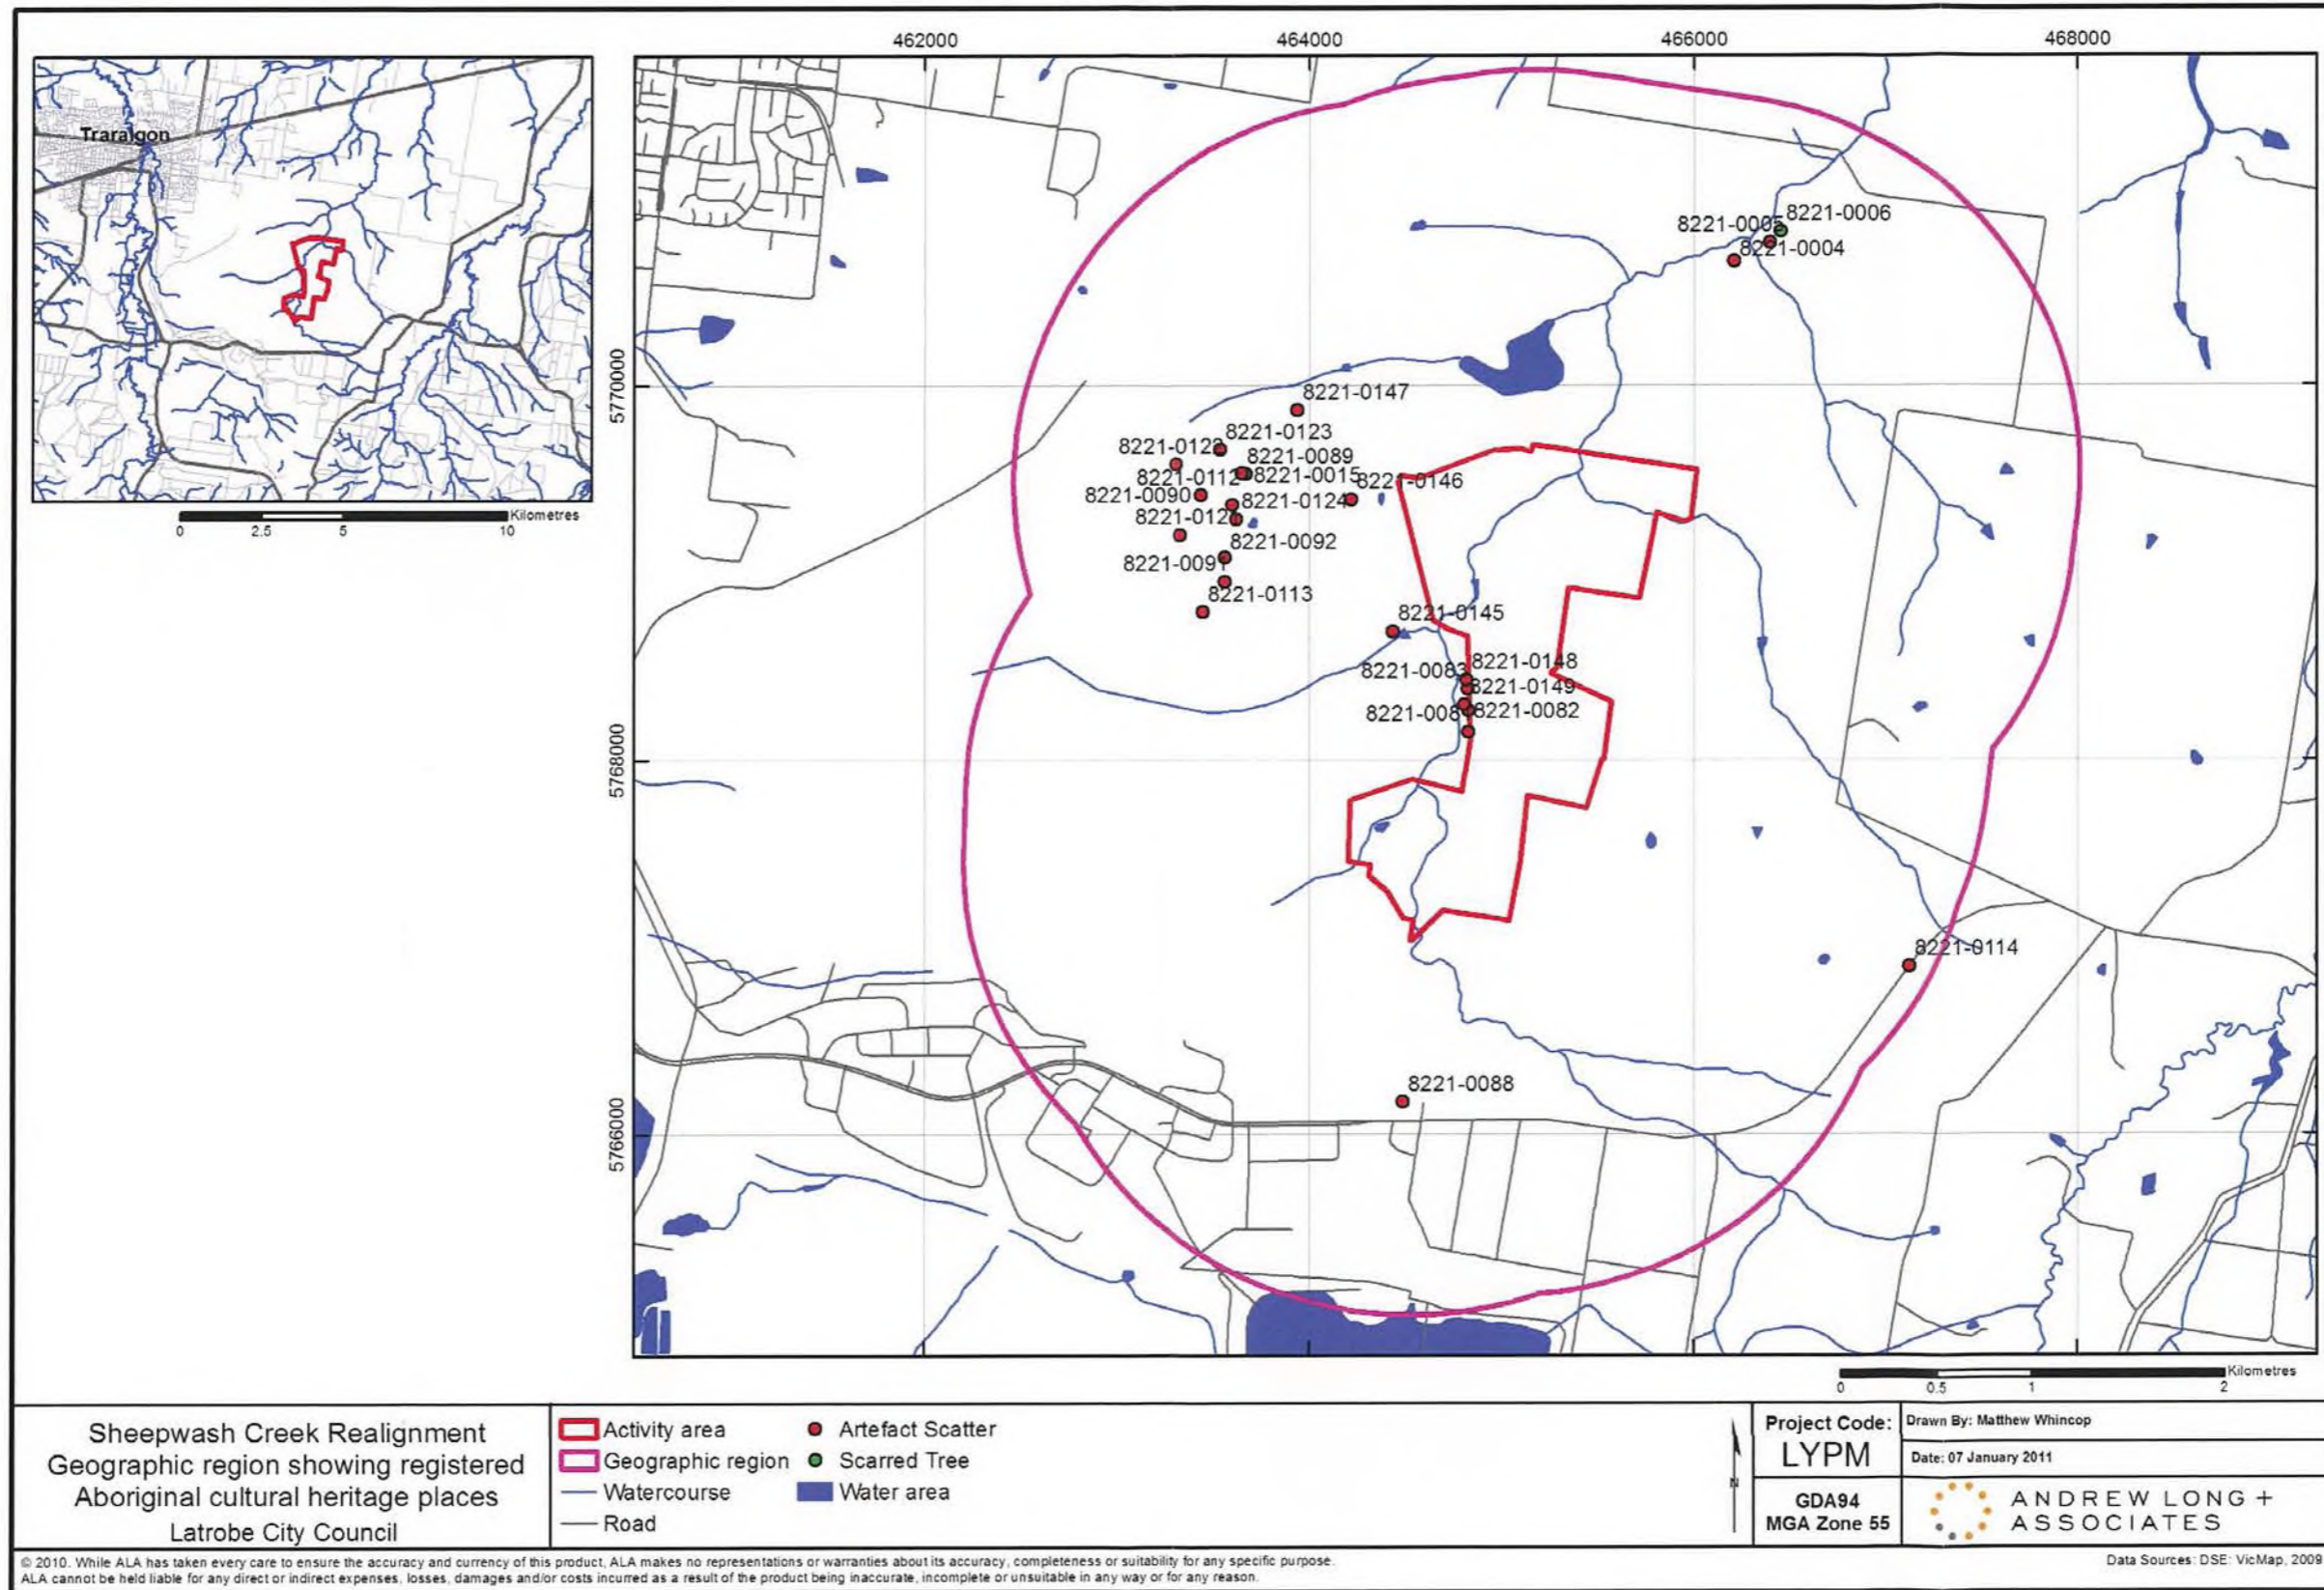 462000
464000
466000
468000
Traralgon
0
2.5
5
10
Kilometres
5770000
5768000
5766000
8221-0006
8221-0005
8221-0004
8221-0147
8221-0123
8221-0122
8221-0089
8221-0112
8221-0015
8221-0146
8221-0090
8221-0124
8221-012
8221-0092
8221-0091
8221-0113
8221-0145
8221-0148
8221-0083
8221-0149
8221-008
8221-0082
8221-0114
8221-0088
Kilometres
0
0.5
1
2
Sheepwash Creek Realignment
Geographic region showing registered
Aboriginal cultural heritage places
Latrobe City Council
Activity area
Geographic region
Watercourse
Road
Artefact Scatter
Scarred Tree
Water area
N
Project Code:
LYPM
GDA94
MGA Zone 55
Drawn By: Matthew Whincop
Date: 07 January 2011
ANDREW LONG +
ASSOCIATES
© 2010. While ALA has taken every care to ensure the accuracy and currency of this product, ALA makes no representations or warranties about its accuracy, completeness or suitability for any specific purpose.
ALA cannot be held liable for any direct or indirect expenses, losses, damages and/or costs incurred as a result of the product being inaccurate, incomplete or unsuitable in any way or for any reason.
Data Sources: DSE: VicMap, 2009